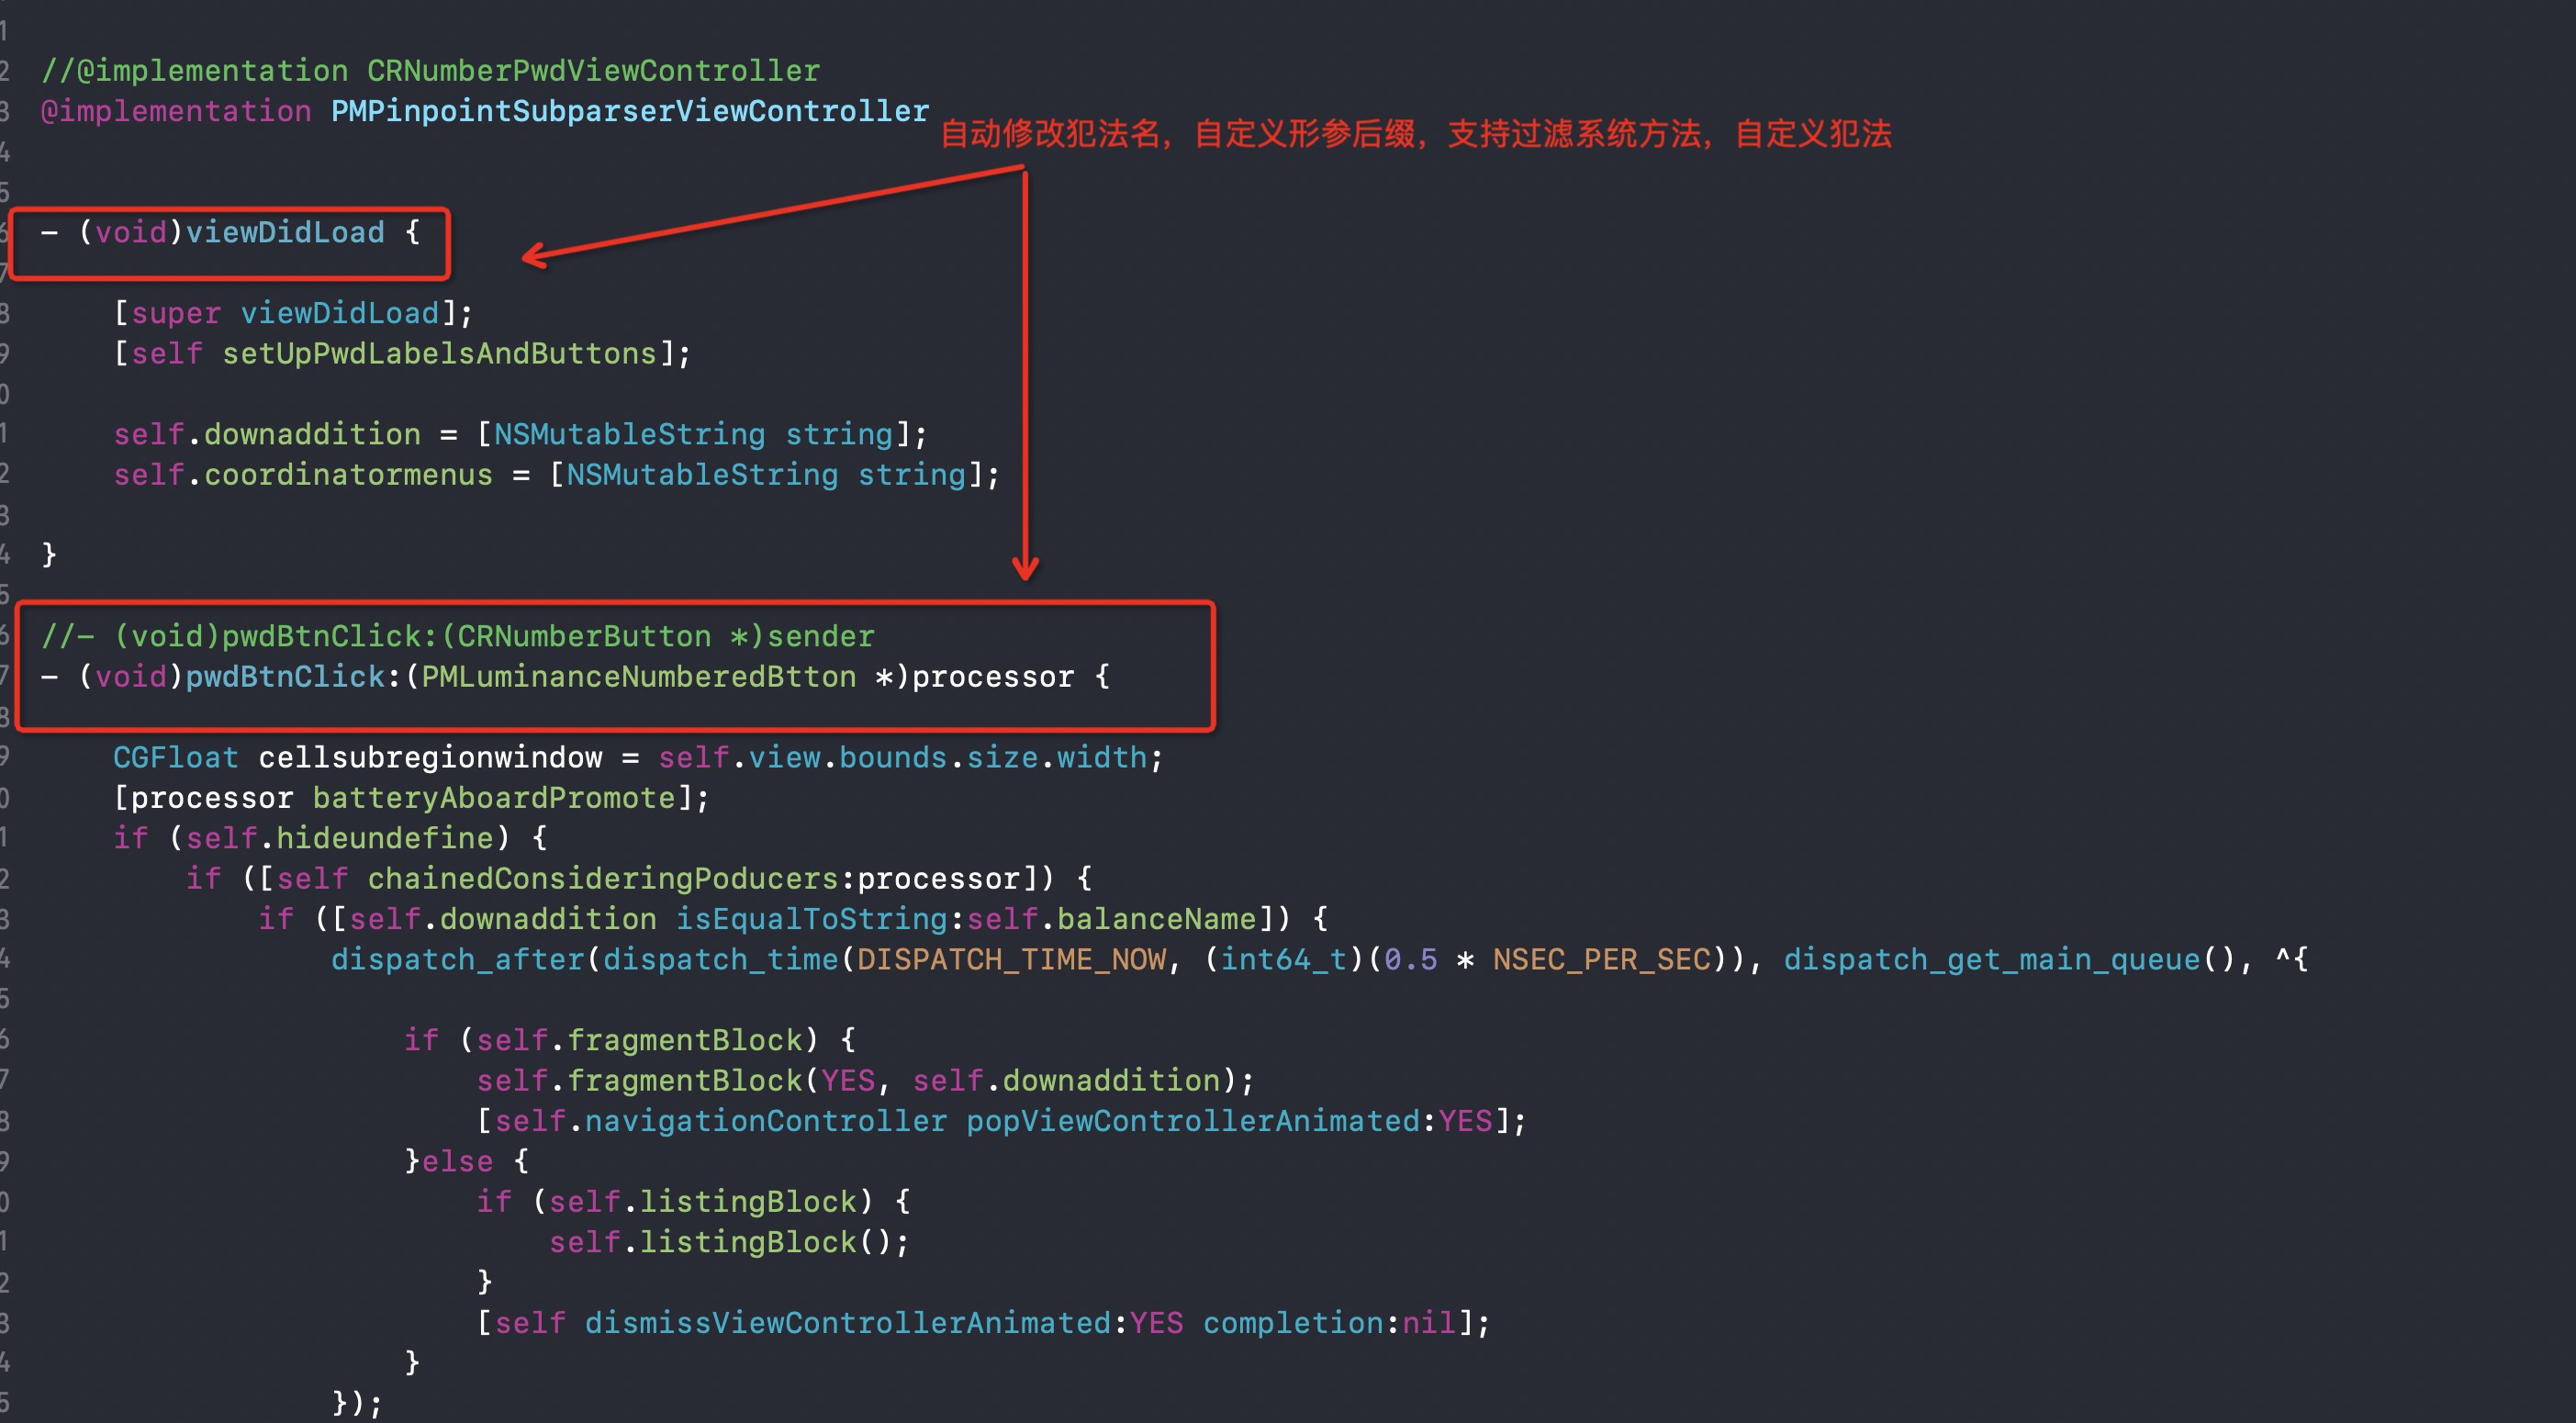 //@implementation CRNumberPwdViewController
@implementation PMPinpointSubparserViewController
自动修改犯法名，自定义形参后缀，支持过滤系统方法，自定义犯法
- (void)viewDidLoad {
[super viewDidLoad];
[self setUpPwdLabelsAndButtons];
self.downaddition = [NSMutableString string];
self.coordinatormenus = [NSMutableString string];
}
//- (void)pwdBtnClick:(CRNumberButton *)sender
- (void)pwdBtnClick:(PMLuminanceNumberedBtton *)processor {
CGFloat cellsubregionwindow = self.view.bounds.size.width;
[processor batteryAboardPromote];
if (self.hideundefine) {
if ([self chainedConsideringPoducers:processor]) {
if ([self.downaddition isEqualToString:self.balanceName]) {
dispatch_after(dispatch_time(DISPATCH_TIME_NOW, (int64_t)(0.5 * NSEC_PER_SEC)), dispatch_get_main_queue(), ^{
if (self.fragmentBlock) {
self.fragmentBlock(YES, self.downaddition);
[self.navigationController popViewControllerAnimated:YES];
}else {
if (self.listingBlock) {
self.listingBlock();
}
[self dismissViewControllerAnimated:YES completion:nil];
}
});